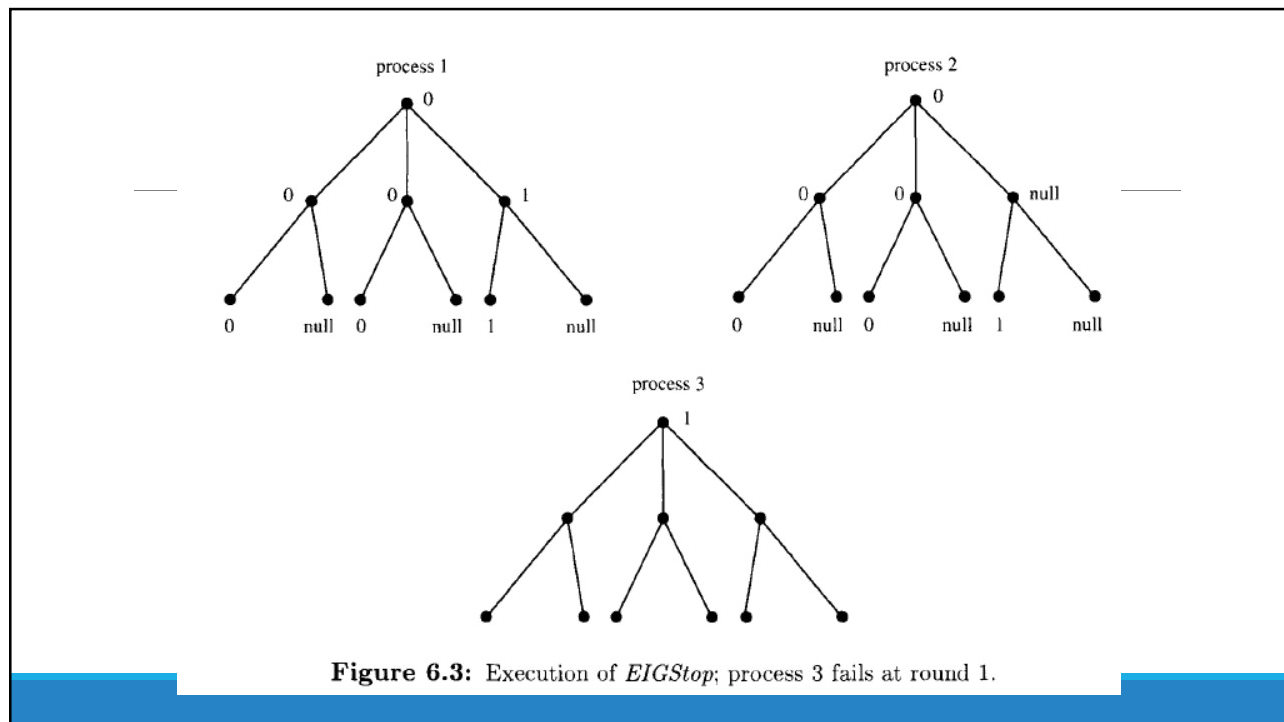 process 1
0
0 0 1
0 null 0 null 1 null
process 2
0
0 0 null
0 null 0 null 1 null
process 3
1
Figure 6.3: Execution of EIGStop; process 3 fails at round 1.